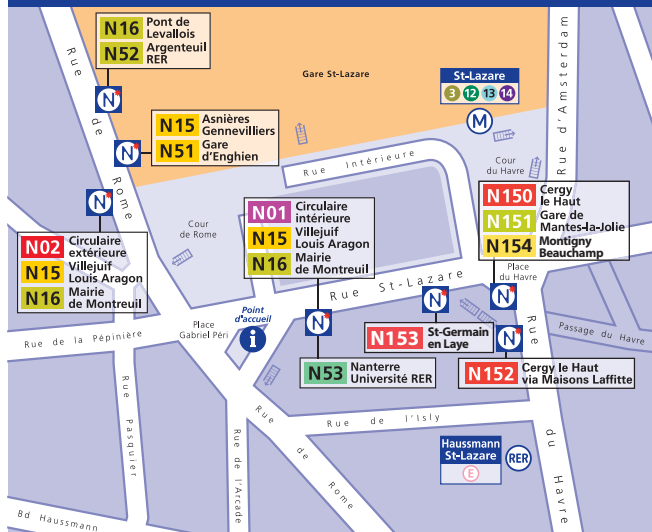 N16 Pont de
Levallois
N52 Argenteuil
RER
Gare St-Lazare
St-Lazare
3 12 13 14
M
Rue d'Amsterdam
Rue de Rome
N
N15 Asnières
Gennevilliers
N51 Gare
d'Enghien
N
Rue Intérieure
Cour
du Havre
N
N02 Circulaire
extérieure
N15 Villejuif
Louis Aragon
N16 Mairie
de Montreuil
Cour
de Rome
N01 Circulaire
intérieure
N15 Villejuif
Louis Aragon
N16 Mairie
de Montreuil
N150 Cergy
le Haut
N151 Gare de
Mantes-la-Jolie
N154 Montigny
Beauchamp
Place
du Havre
N
Rue St-Lazare
N
N
Point
d'accueil
i
Place
Gabriel Péri
Rue de la Pépinière
N153 St-Germain
en Laye
N
Passage du Havre
N53 Nanterre
Université RER
N152 Cergy le Haut
via Maisons Laffitte
Rue Pasquier
Rue de l'Arcade
Rue de Rome
Rue de l'Isly
Rue du Havre
Haussmann
St-Lazare
E
RER
Bd Haussmann